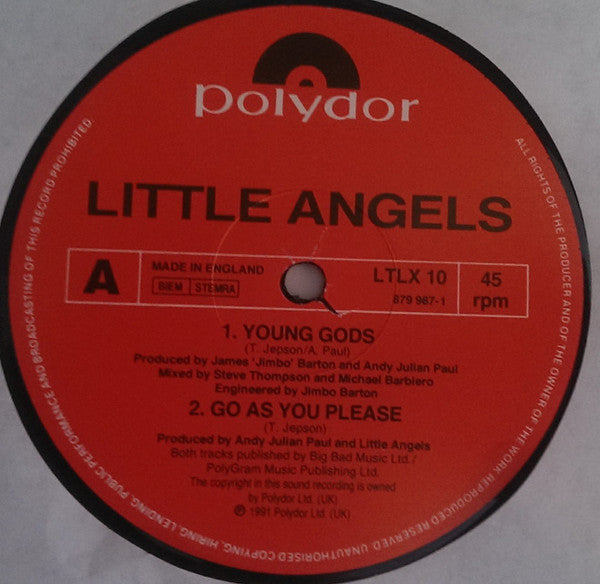 polydor
LITTLE ANGELS
A
MADE IN ENGLAND
BIEM STEMRA
LTLX 10
879 987-1
45
rpm
1. YOUNG GODS
(T. Jepson/A. Paul)
Produced by James 'Jimbo' Barton and Andy Julian Paul
Mixed by Steve Thompson and Michael Barbiero
Engineered by Jimbo Barton
2. GO AS YOU PLEASE
(T. Jepson)
Produced by Andy Julian Paul and Little Angels
Both tracks published by Big Bad Music Ltd./
PolyGram Music Publishing Ltd.
The copyright in this sound recording is owned
by Polydor Ltd. (UK)
℗ 1991 Polydor Ltd. (UK)
ALL RIGHTS OF THE PRODUCER AND OF THE OWNER OF THE WORK REPRODUCED RESERVED. UNAUTHORISED COPYING, HIRING, LENDING, PUBLIC PERFORMANCE AND BROADCASTING OF THIS RECORD PROHIBITED.